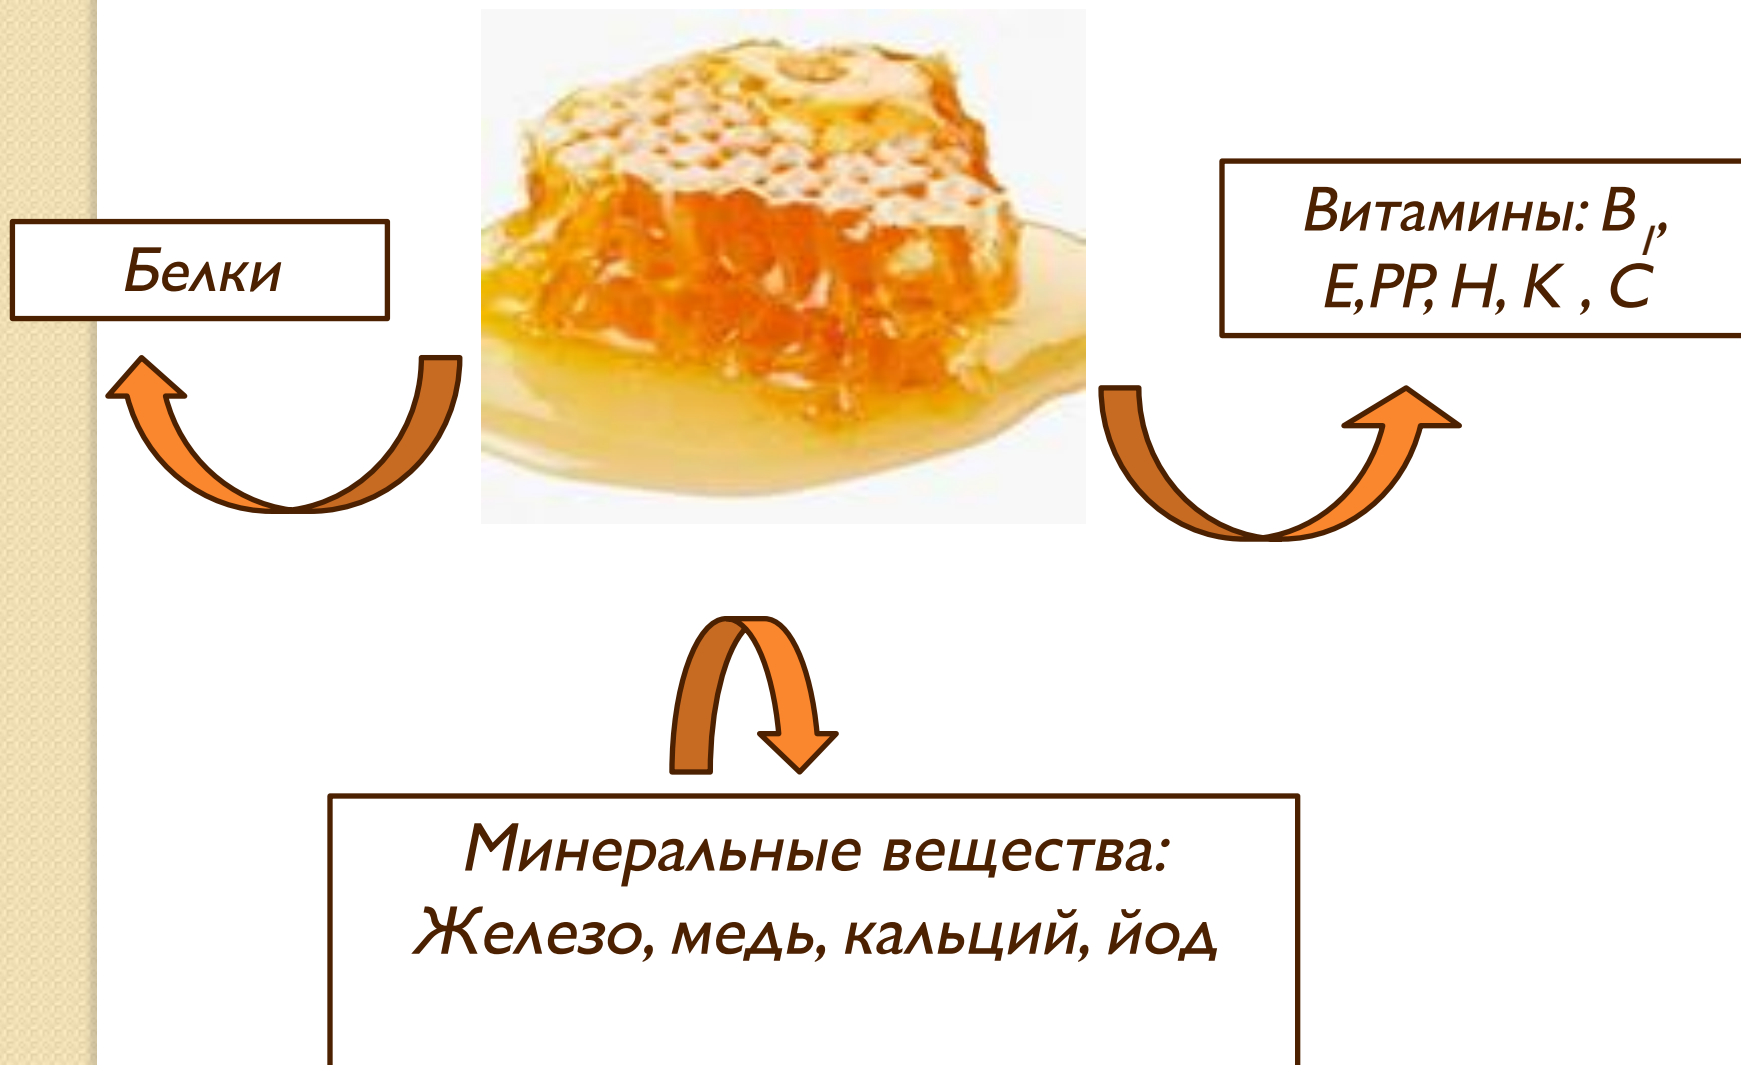 Белки
Витамины: В₁,
Е,РР, Н, К , С
Минеральные вещества:
Железо, медь, кальций, йод